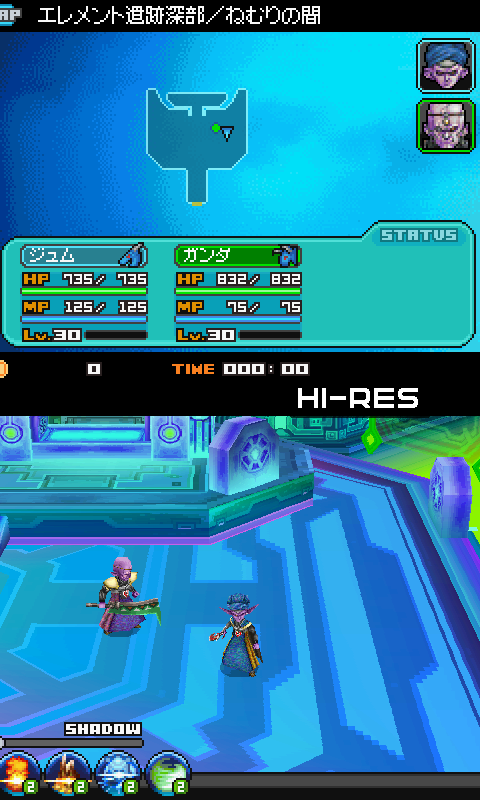 AP エレメント遺跡深部／ねむりの間
STATUS
ジュム ガンダ
HP 735/ 735 HP 832/ 832
MP 125/ 125 MP 75/ 75
Lv.30 Lv.30
0 TIME 000:00
HI-RES
SHADOW
2 2 2 2